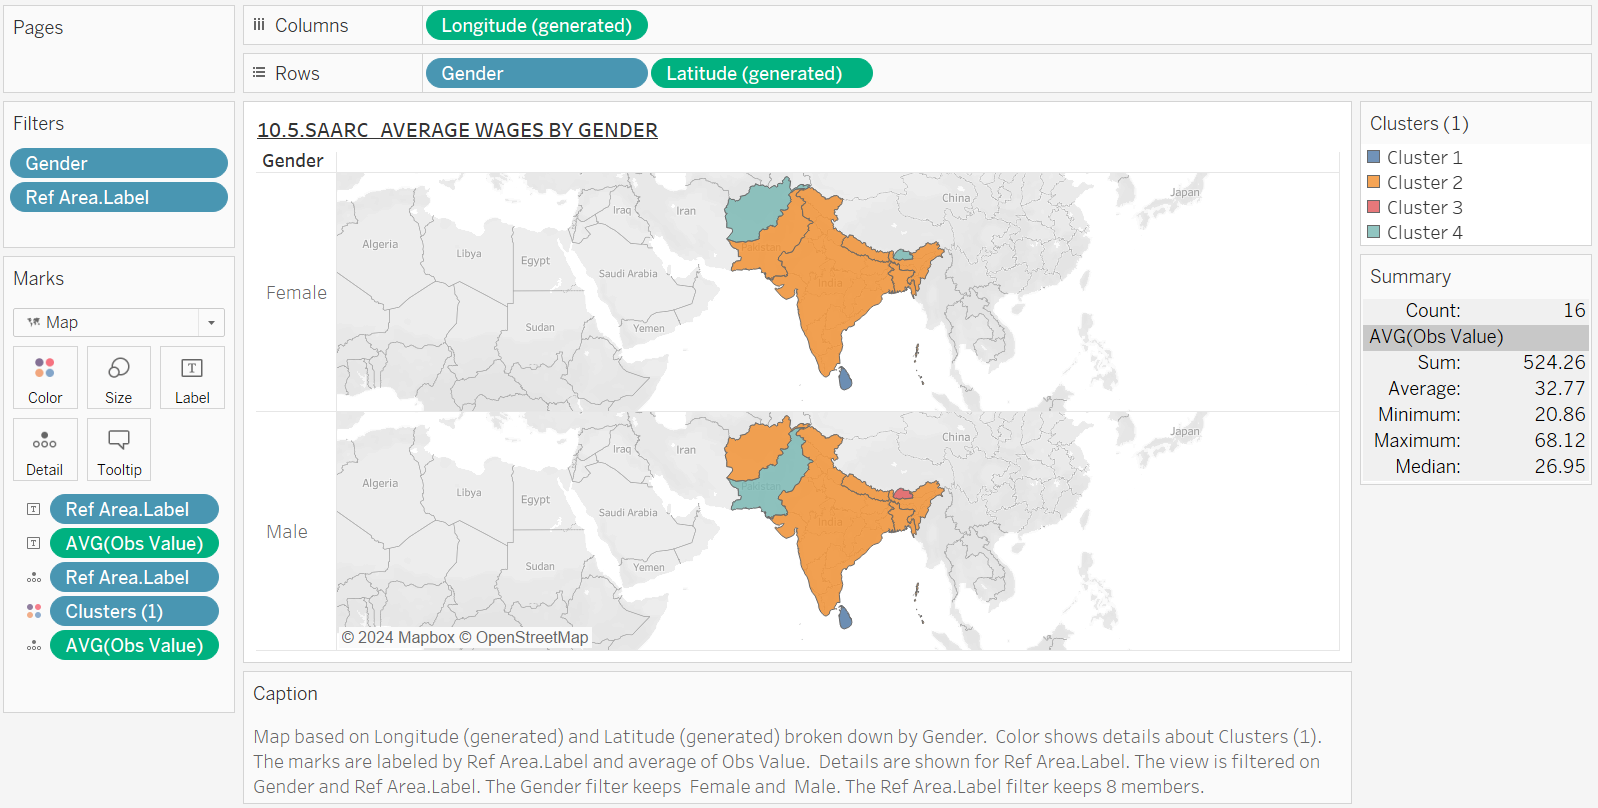 Pages
Columns
Longitude (generated)
Rows
Gender
Latitude (generated)
Filters
Gender
Ref Area.Label
Marks
Map
Color
Size
Label
Detail
Tooltip
Ref Area.Label
AVG(Obs Value)
Ref Area.Label
Clusters (1)
AVG(Obs Value)
10.5.SAARC_AVERAGE WAGES BY GENDER
Gender
Female
Algeria
Libya
Egypt
Sudan
Iraq
Iran
Saudi Arabia
Yemen
Pakistan
India
China
Japan
Male
Algeria
Libya
Egypt
Sudan
Iraq
Iran
Saudi Arabia
Yemen
Pakistan
India
China
Japan
© 2024 Mapbox © OpenStreetMap
Clusters (1)
Cluster 1
Cluster 2
Cluster 3
Cluster 4
Summary
Count: 16
AVG(Obs Value)
Sum: 524.26
Average: 32.77
Minimum: 20.86
Maximum: 68.12
Median: 26.95
Caption
Map based on Longitude (generated) and Latitude (generated) broken down by Gender.  Color shows details about Clusters (1).
The marks are labeled by Ref Area.Label and average of Obs Value.  Details are shown for Ref Area.Label. The view is filtered on
Gender and Ref Area.Label. The Gender filter keeps  Female and  Male. The Ref Area.Label filter keeps 8 members.